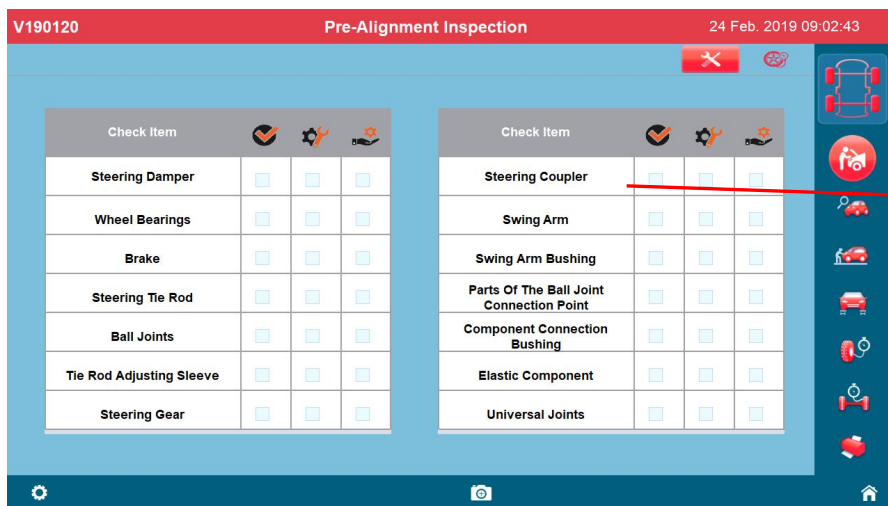 V190120
Pre-Alignment Inspection
24 Feb. 2019 09:02:43
Check Item
Steering Damper
Wheel Bearings
Brake
Steering Tie Rod
Ball Joints
Tie Rod Adjusting Sleeve
Steering Gear
Check Item
Steering Coupler
Swing Arm
Swing Arm Bushing
Parts Of The Ball Joint
Connection Point
Component Connection
Bushing
Elastic Component
Universal Joints